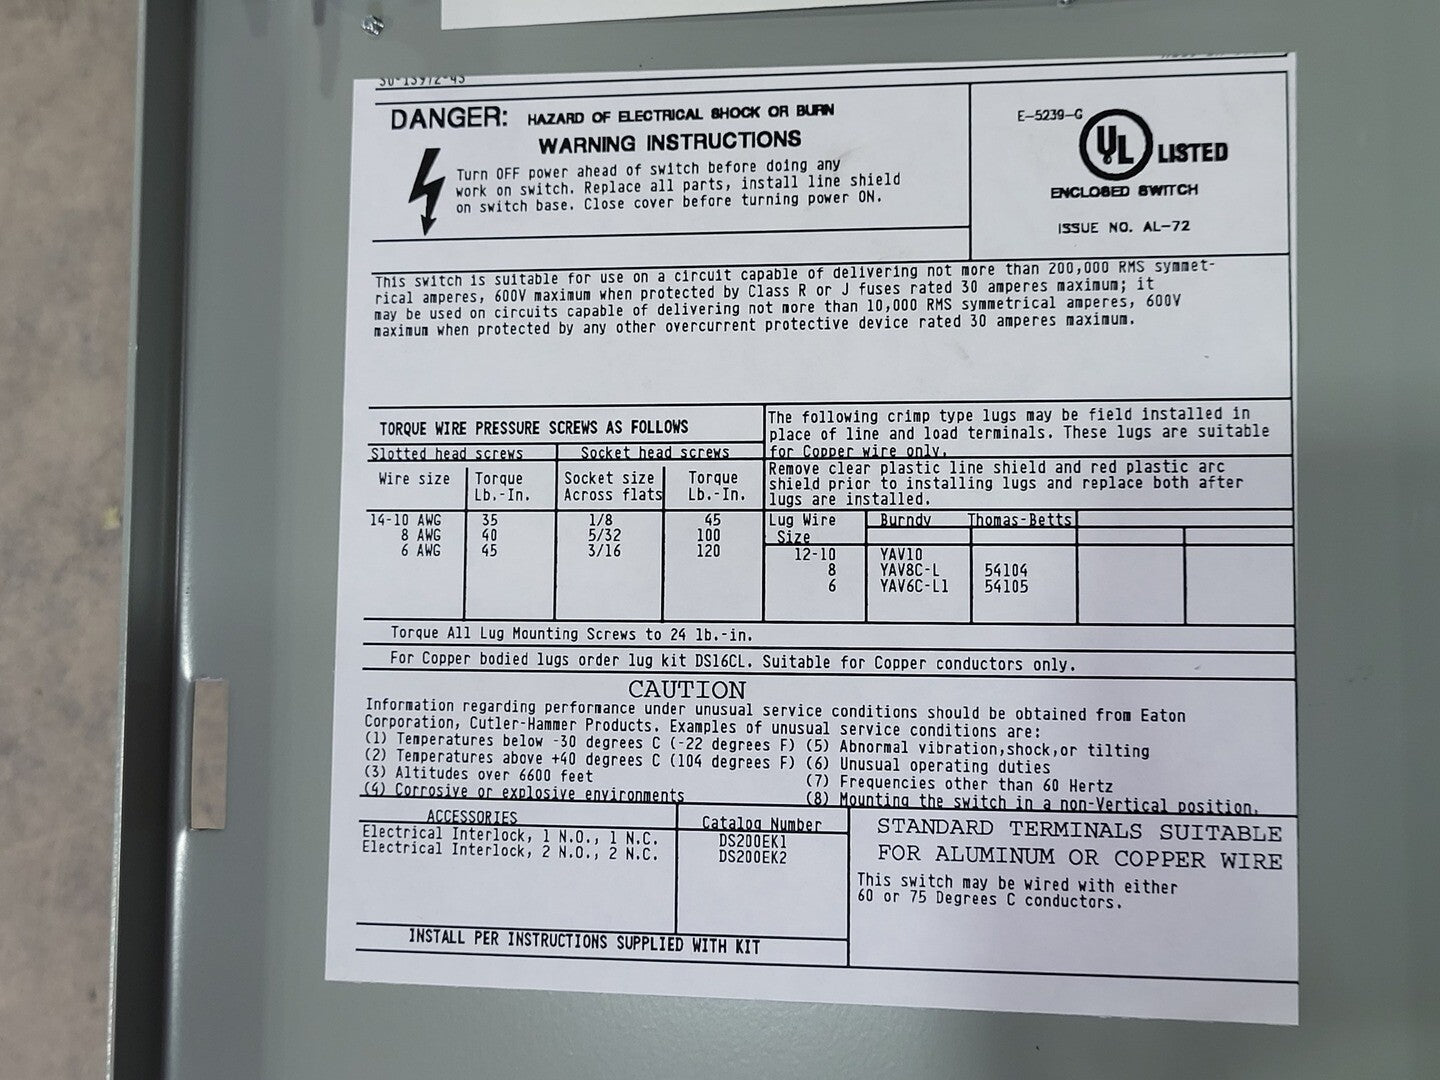 DANGER: HAZARD OF ELECTRICAL SHOCK OR BURN
WARNING INSTRUCTIONS
Turn OFF power ahead of switch before doing any
work on switch. Replace all parts, install line shield
on switch base. Close cover before turning power ON.
E-5239-G
UL LISTED
ENCLOSED SWITCH
ISSUE NO. AL-72
This switch is suitable for use on a circuit capable of delivering not more than 200,000 RMS symmet-
rical amperes, 600V maximum when protected by Class R or J fuses rated 30 amperes maximum; it
may be used on circuits capable of delivering not more than 10,000 RMS symmetrical amperes, 600V
maximum when protected by any other overcurrent protective device rated 30 amperes maximum.
TORQUE WIRE PRESSURE SCREWS AS FOLLOWS
Slotted head screws Socket head screws
Wire size Torque Socket size Torque
Lb.-In. Across flats Lb.-In.
14-10 AWG 35 1/8 45
8 AWG 40 5/32 100
6 AWG 45 3/16 120
The following crimp type lugs may be field installed in
place of line and load terminals. These lugs are suitable
for Copper wire only.
Remove clear plastic line shield and red plastic arc
shield prior to installing lugs and replace both after
lugs are installed.
Lug Wire Burndy Thomas-Betts
Size
12-10 YAV10
8 YAV8C-L 54104
6 YAV6C-L1 54105
Torque All Lug Mounting Screws to 24 lb.-in.
For Copper bodied lugs order lug kit DS16CL. Suitable for Copper conductors only.
CAUTION
Information regarding performance under unusual service conditions should be obtained from Eaton
Corporation, Cutler-Hammer Products. Examples of unusual service conditions are:
(1) Temperatures below -30 degrees C (-22 degrees F) (5) Abnormal vibration,shock,or tilting
(2) Temperatures above +40 degrees C (104 degrees F) (6) Unusual operating duties
(3) Altitudes over 6600 feet (7) Frequencies other than 60 Hertz
(4) Corrosive or explosive environments (8) Mounting the switch in a non-Vertical position.
ACCESSORIES Catalog Number
Electrical Interlock, 1 N.O., 1 N.C. DS200EK1
Electrical Interlock, 2 N.O., 2 N.C. DS200EK2
INSTALL PER INSTRUCTIONS SUPPLIED WITH KIT
STANDARD TERMINALS SUITABLE
FOR ALUMINUM OR COPPER WIRE
This switch may be wired with either
60 or 75 Degrees C conductors.